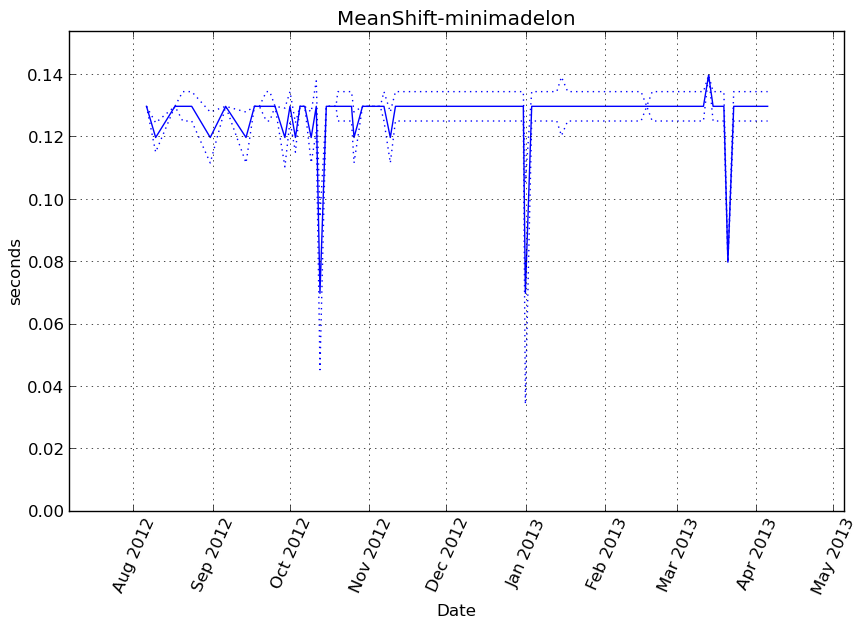 MeanShift-minimadelon
0.14
0.12
0.10
0.08
0.06
0.04
0.02
0.00
seconds
Aug 2012
Sep 2012
Oct 2012
Nov 2012
Dec 2012
Jan 2013
Feb 2013
Mar 2013
Apr 2013
May 2013
Date